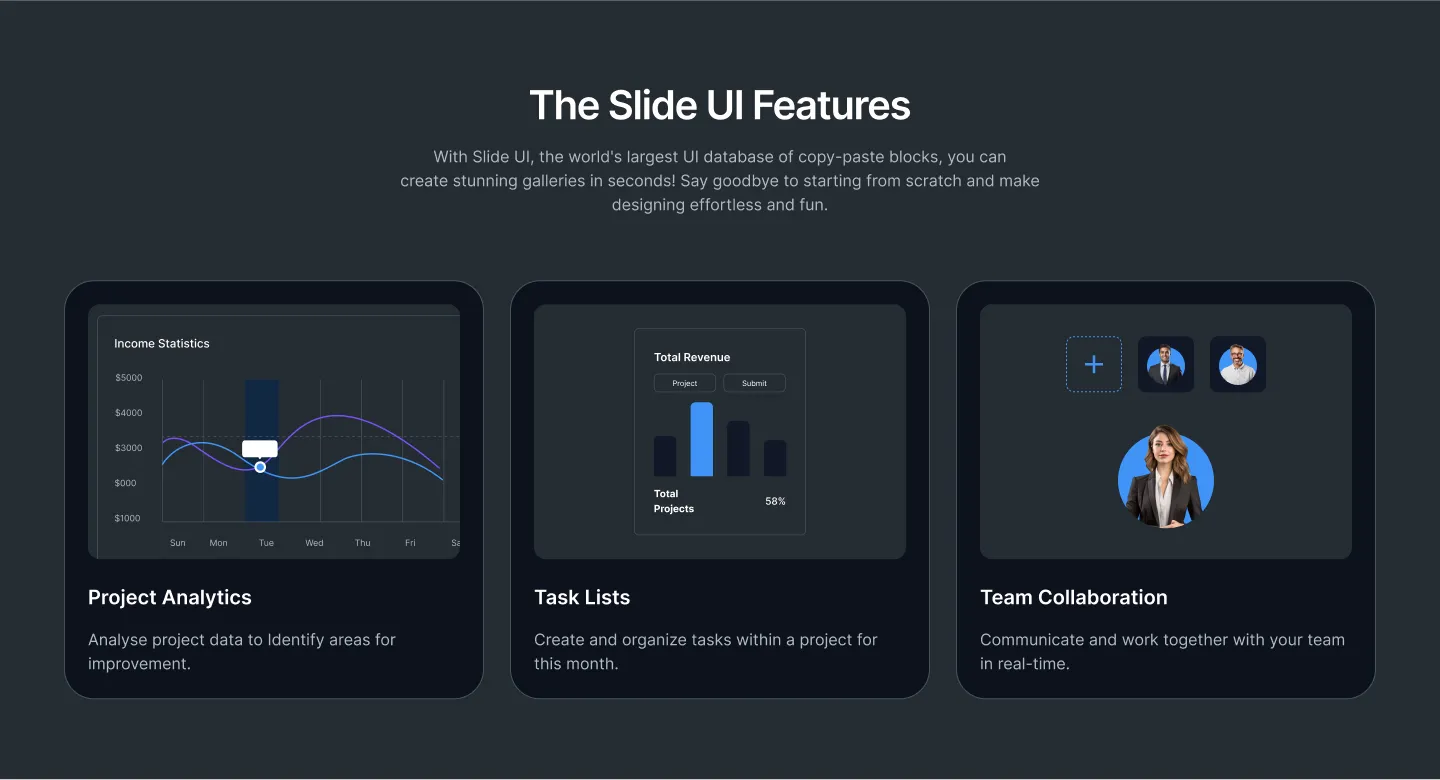 The Slide UI Features
With Slide UI, the world's largest UI database of copy-paste blocks, you can
create stunning galleries in seconds! Say goodbye to starting from scratch and make
designing effortless and fun.
Income Statistics
$5000
$4000
$3000
$000
$1000
Sun Mon Tue Wed Thu Fri Sa
Project Analytics
Analyse project data to Identify areas for
improvement.
Total Revenue
Project Submit
Total
Projects
58%
Task Lists
Create and organize tasks within a project for
this month.
Team Collaboration
Communicate and work together with your team
in real-time.